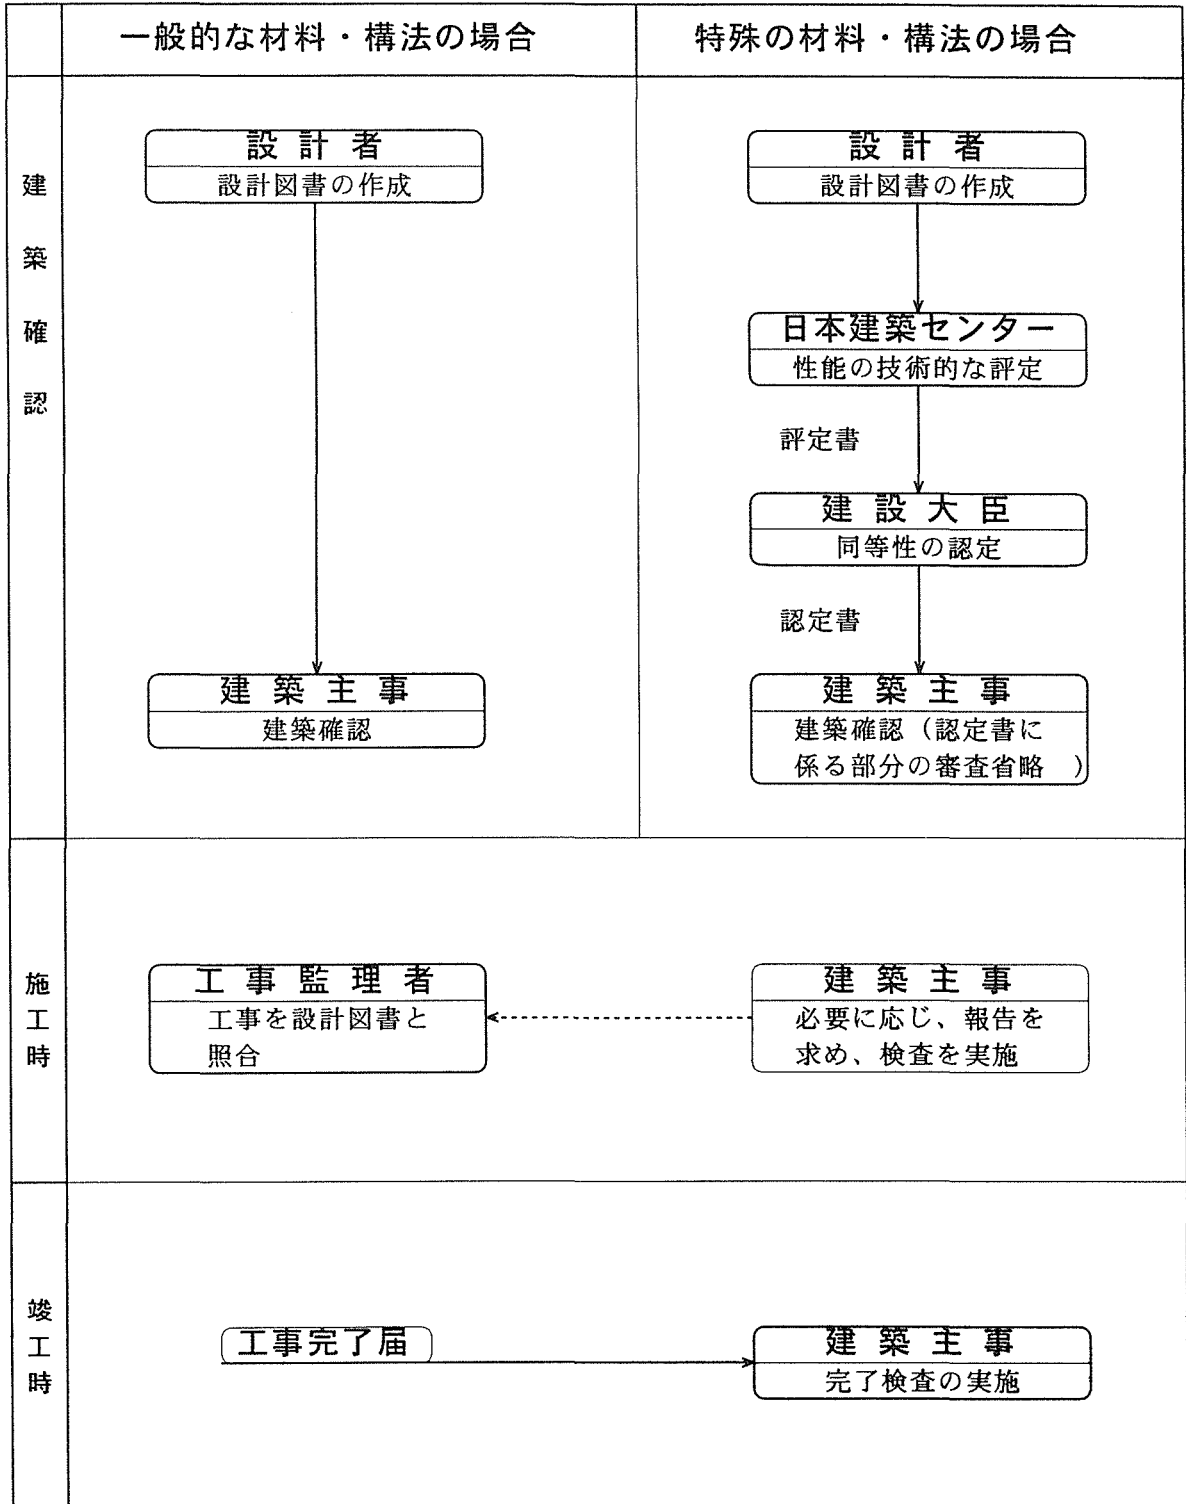 一般的な材料・構法の場合
特殊の材料・構法の場合
建築確認
設計者
設計図書の作成
建築主事
建築確認
設計者
設計図書の作成
日本建築センター
性能の技術的な評定
評定書
建設大臣
同等性の認定
認定書
建築主事
建築確認（認定書に
係る部分の審査省略　）
施工時
工事監理者
工事を設計図書と
照合
建築主事
必要に応じ、報告を
求め、検査を実施
竣工時
工事完了届
建築主事
完了検査の実施